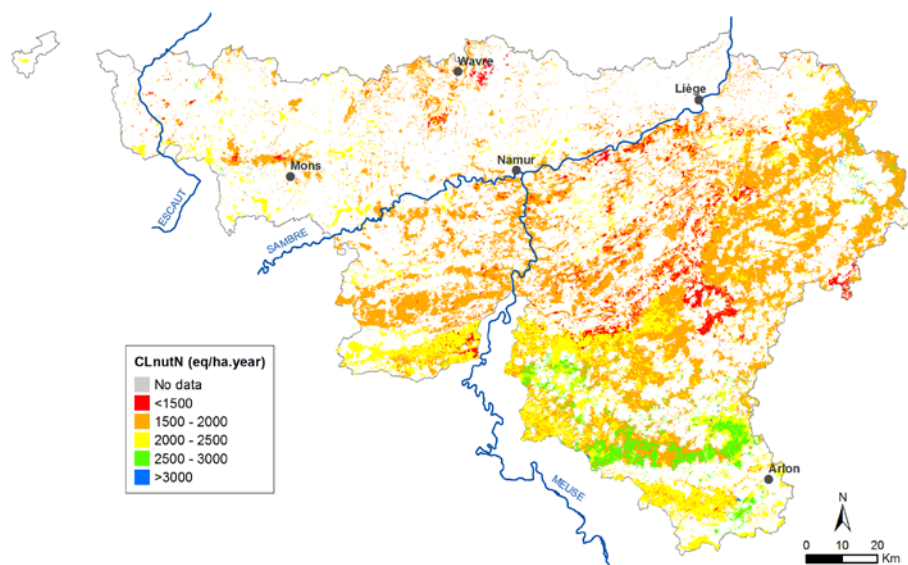 Wavre
Liège
Mons
Namur
ESCAUT
SAMBRE
CLnutN (eq/ha.year)
No data
<1500
1500 - 2000
2000 - 2500
2500 - 3000
>3000
Arlon
MEUSE
N
0 10 20
Km